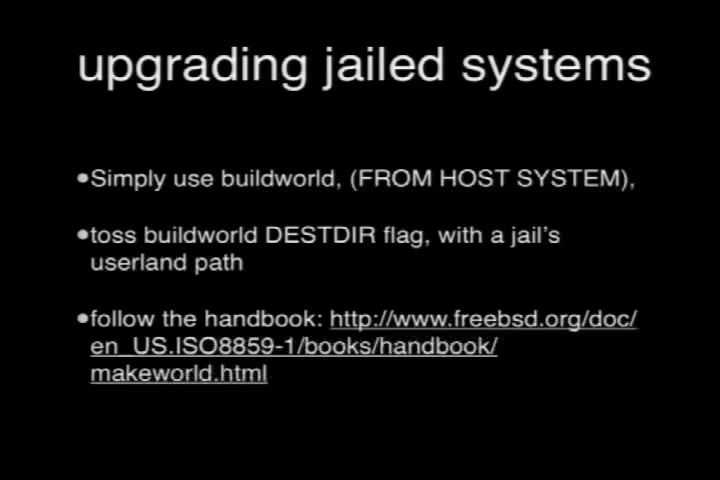 upgrading jailed systems
•Simply use buildworld, (FROM HOST SYSTEM),
•toss buildworld DESTDIR flag, with a jail's
userland path
•follow the handbook: http://www.freebsd.org/doc/
en_US.ISO8859-1/books/handbook/
makeworld.html